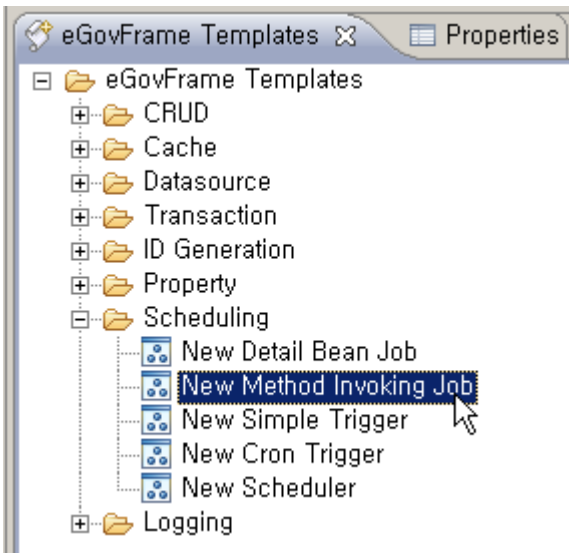 eGovFrame Templates Properties
eGovFrame Templates
CRUD
Cache
Datasource
Transaction
ID Generation
Property
Scheduling
New Detail Bean Job
New Method Invoking Job
New Simple Trigger
New Cron Trigger
New Scheduler
Logging